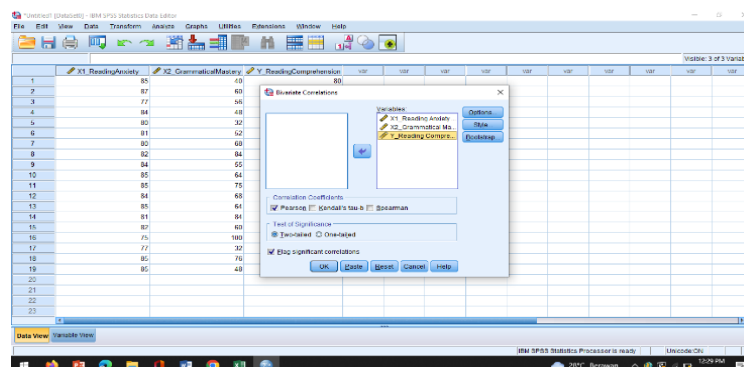 *Untitled1 [DataSet0] - IBM SPSS Statistics Data Editor
File Edit View Data Transform Analyze Graphs Utilities Extensions Window Help
Visible: 3 of 3 Variab
X1_ReadingAnxiety X2_GrammaticalMastery Y_ReadingComprehension var var var var var var var var
1 85 40 80
2 87 60
3 77 56
4 84 48
5 80 32
6 81 52
7 80 68
8 82 84
9 84 55
10 85 64
11 85 75
12 84 68
13 85 64
14 81 84
15 82 60
16 75 100
17 77 32
18 85 76
19 85 48
20
21
22
23
Bivariate Correlations
Variables:
X1_Reading Anxiety
X2_Grammatical Ma...
Y_Reading Compre...
Options...
Style...
Bootstrap...
Correlation Coefficients
Pearson Kendall's tau-b Spearman
Test of Significance
Two-tailed One-tailed
Flag significant correlations
OK Paste Reset Cancel Help
Data View Variable View
IBM SPSS Statistics Processor is ready Unicode:ON
28°C Berawan 12:29 PM